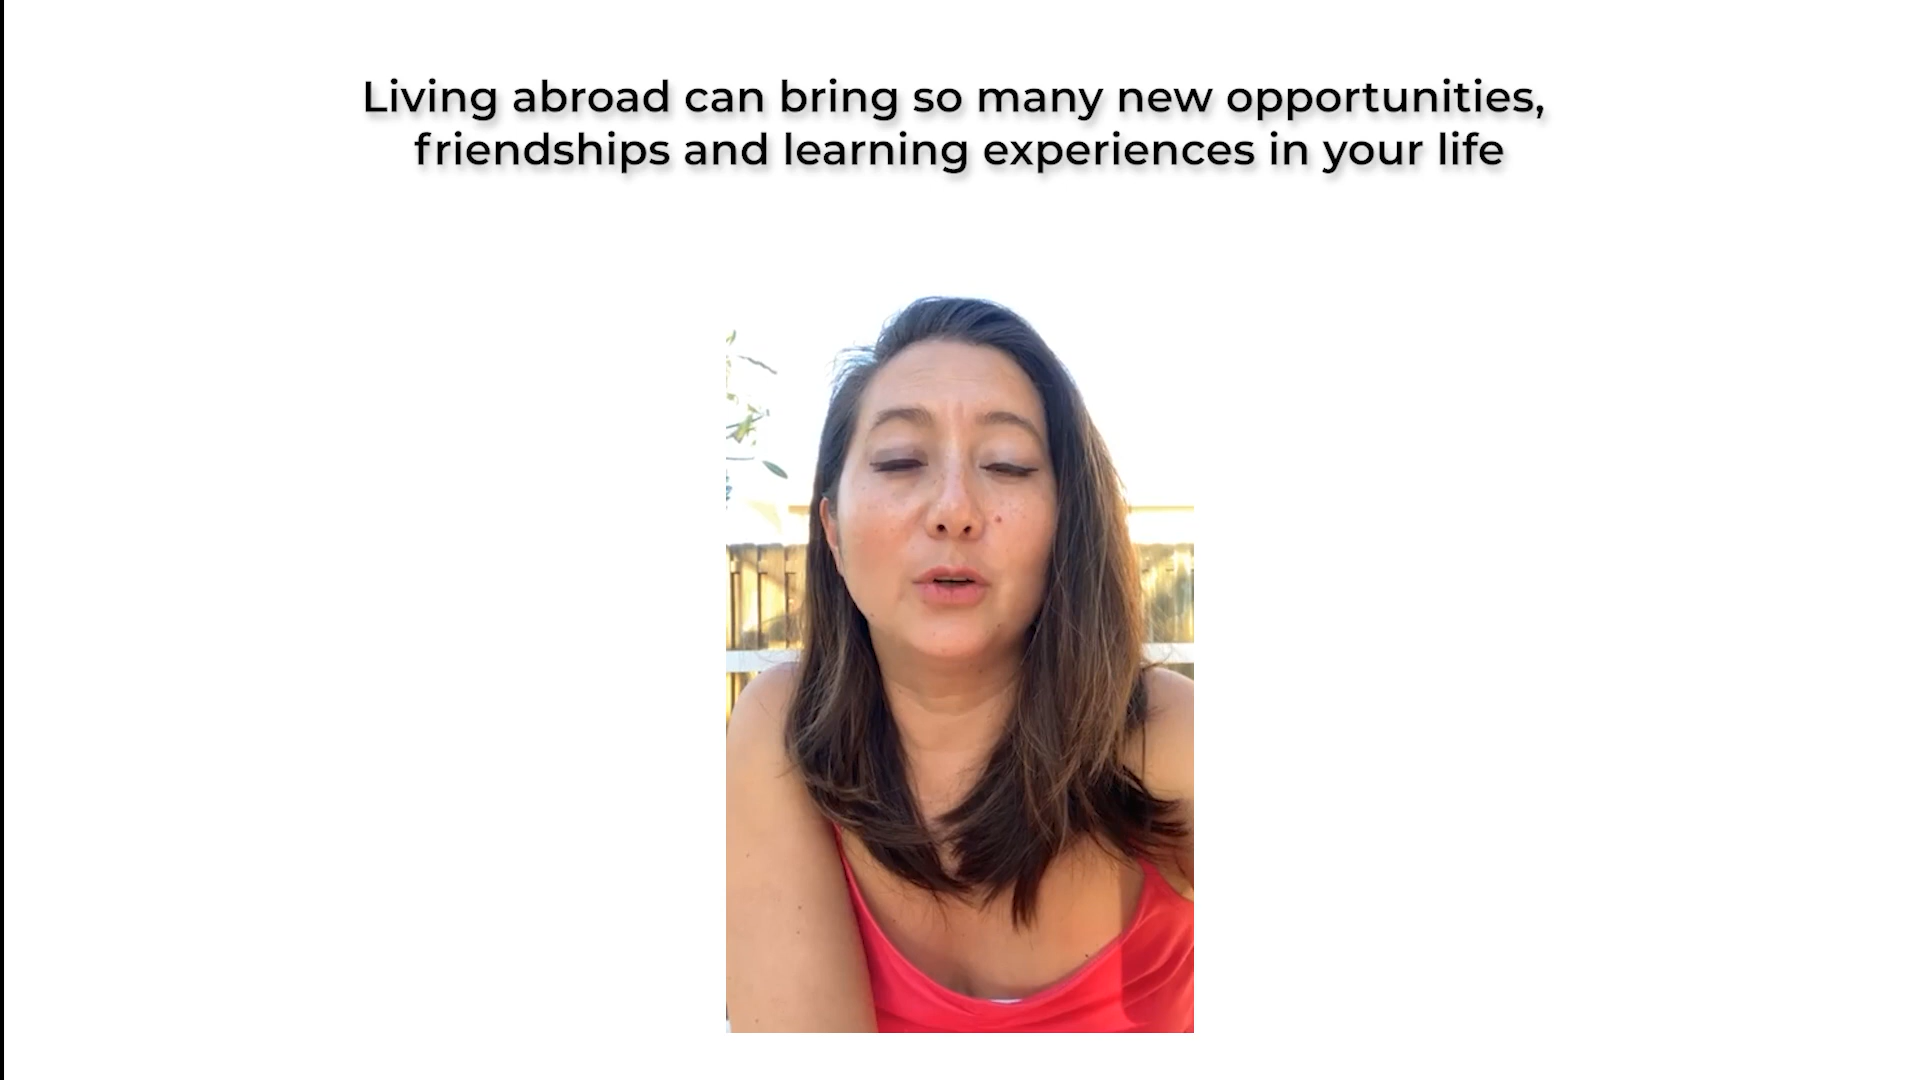 Living abroad can bring so many new opportunities,
friendships and learning experiences in your life